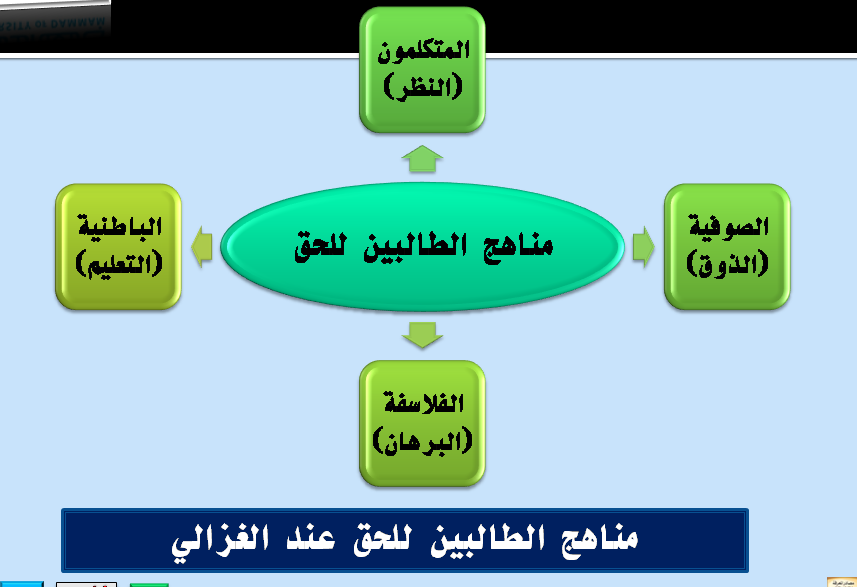 المتكلمون
(النظر)
الصوفية
(الذوق)
مناهج الطالبين للحق
الباطنية
(التعليم)
الفلاسفة
(البرهان)
مناهج الطالبين للحق عند الغزالي